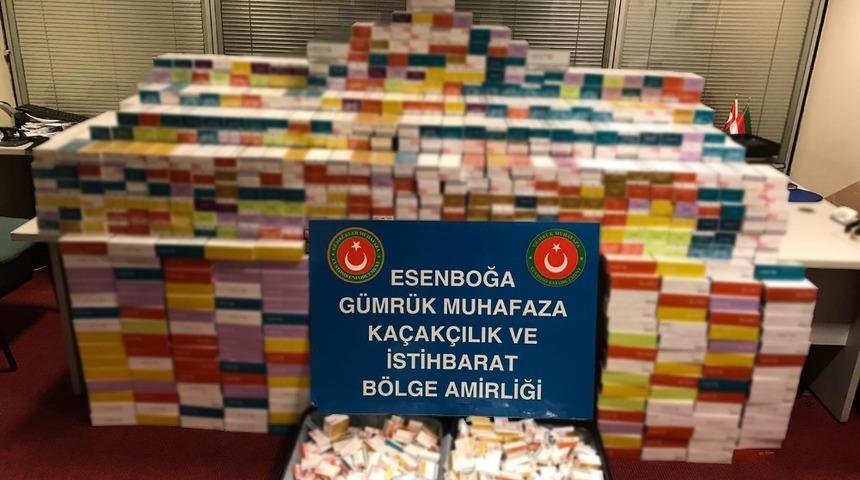 ESENBOĞA
GÜMRÜK MUHAFAZA
KAÇAKÇILIK VE
İSTİHBARAT
BÖLGE AMİRLİĞİ